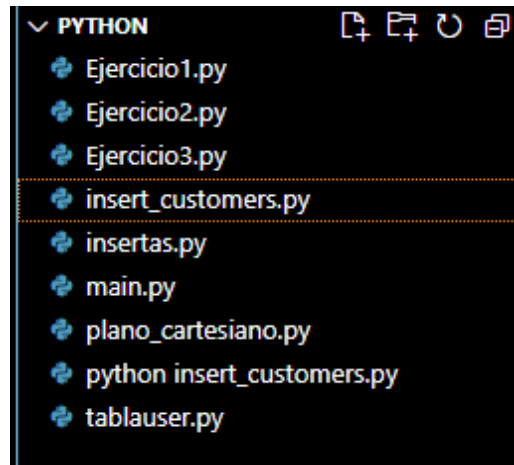 PYTHON
Ejercicio1.py
Ejercicio2.py
Ejercicio3.py
insert_customers.py
insertas.py
main.py
plano_cartesiano.py
python insert_customers.py
tablauser.py